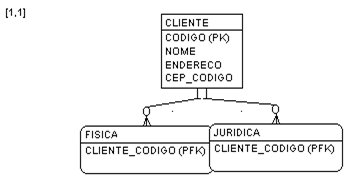 [1,1]
CLIENTE
CODIGO (PK)
NOME
ENDERECO
CEP_CODIGO
FISICA
CLIENTE_CODIGO (PFK)
JURIDICA
CLIENTE_CODIGO (PFK)